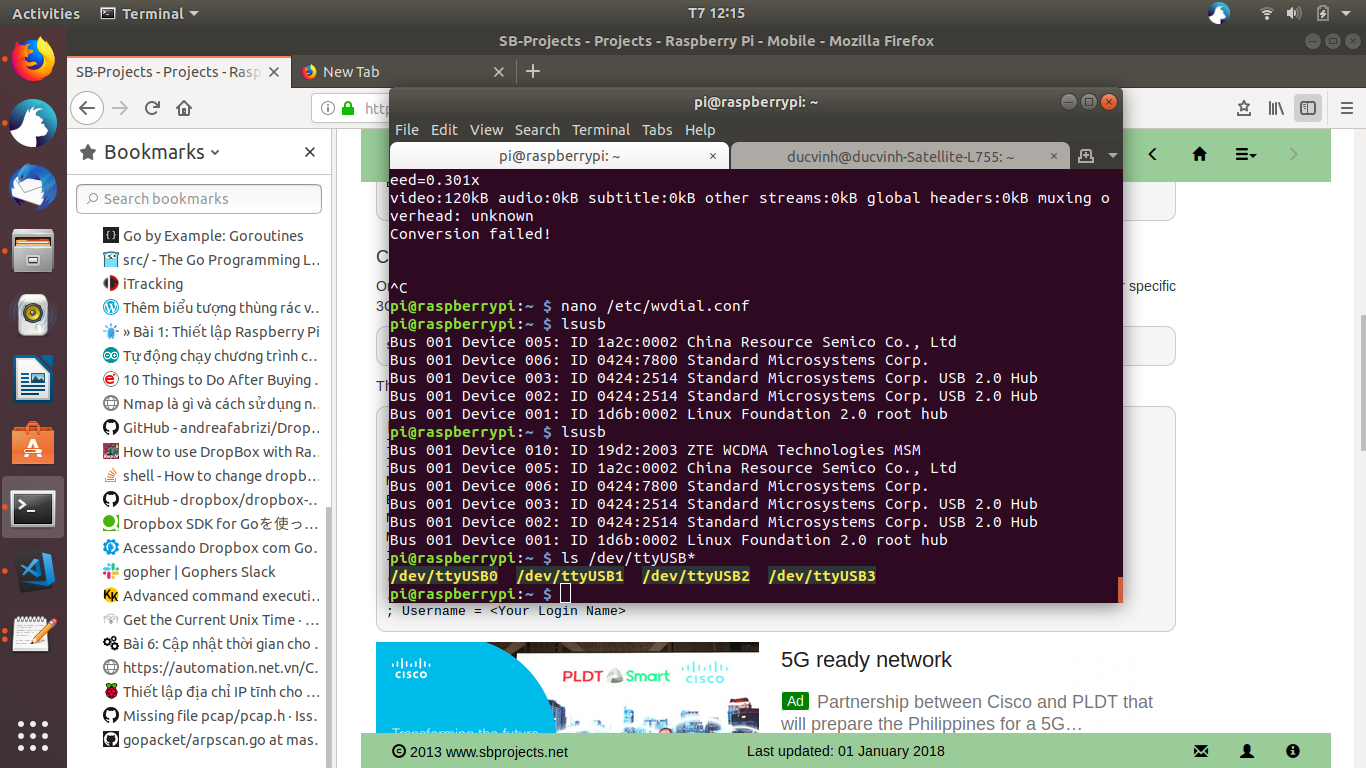 Activities
Terminal
T7 12:15
SB-Projects - Projects - Raspberry Pi - Mobile - Mozilla Firefox
SB-Projects - Projects - Rasp
New Tab
Bookmarks
Search bookmarks
Go by Example: Goroutines
src/ - The Go Programming L…
iTracking
Thêm biểu tượng thùng rác v…
» Bài 1: Thiết lập Raspberry Pi
Tự động chạy chương trình c…
10 Things to Do After Buying …
Nmap là gì và cách sử dụng n…
GitHub - andreafabrizi/Drop…
How to use DropBox with Ra…
shell - How to change dropb…
GitHub - dropbox/dropbox-…
Dropbox SDK for Goを使っ…
Acessando Dropbox com Go…
gopher | Gophers Slack
Advanced command executi…
Get the Current Unix Time · …
Bài 6: Cập nhật thời gian cho …
https://automation.net.vn/C…
Thiết lập địa chỉ IP tĩnh cho …
Missing file pcap/pcap.h · Iss…
gopacket/arpscan.go at mas…
pi@raspberrypi: ~
File Edit View Search Terminal Tabs Help
pi@raspberrypi: ~
ducvinh@ducvinh-Satellite-L755: ~
eed=0.301x
video:120kB audio:0kB subtitle:0kB other streams:0kB global headers:0kB muxing o
verhead: unknown
Conversion failed!
^C
pi@raspberrypi:~ $ nano /etc/wvdial.conf
pi@raspberrypi:~ $ lsusb
Bus 001 Device 005: ID 1a2c:0002 China Resource Semico Co., Ltd
Bus 001 Device 006: ID 0424:7800 Standard Microsystems Corp.
Bus 001 Device 003: ID 0424:2514 Standard Microsystems Corp. USB 2.0 Hub
Bus 001 Device 002: ID 0424:2514 Standard Microsystems Corp. USB 2.0 Hub
Bus 001 Device 001: ID 1d6b:0002 Linux Foundation 2.0 root hub
pi@raspberrypi:~ $ lsusb
Bus 001 Device 010: ID 19d2:2003 ZTE WCDMA Technologies MSM
Bus 001 Device 005: ID 1a2c:0002 China Resource Semico Co., Ltd
Bus 001 Device 006: ID 0424:7800 Standard Microsystems Corp.
Bus 001 Device 003: ID 0424:2514 Standard Microsystems Corp. USB 2.0 Hub
Bus 001 Device 002: ID 0424:2514 Standard Microsystems Corp. USB 2.0 Hub
Bus 001 Device 001: ID 1d6b:0002 Linux Foundation 2.0 root hub
pi@raspberrypi:~ $ ls /dev/ttyUSB*
/dev/ttyUSB0 /dev/ttyUSB1 /dev/ttyUSB2 /dev/ttyUSB3
pi@raspberrypi:~ $
specific
; Username = <Your Login Name>
cisco
PLDT Smart
cisco
Transforming the future
5G ready network
Ad Partnership between Cisco and PLDT that
will prepare the Philippines for a 5G…
© 2013 www.sbprojects.net
Last updated: 01 January 2018